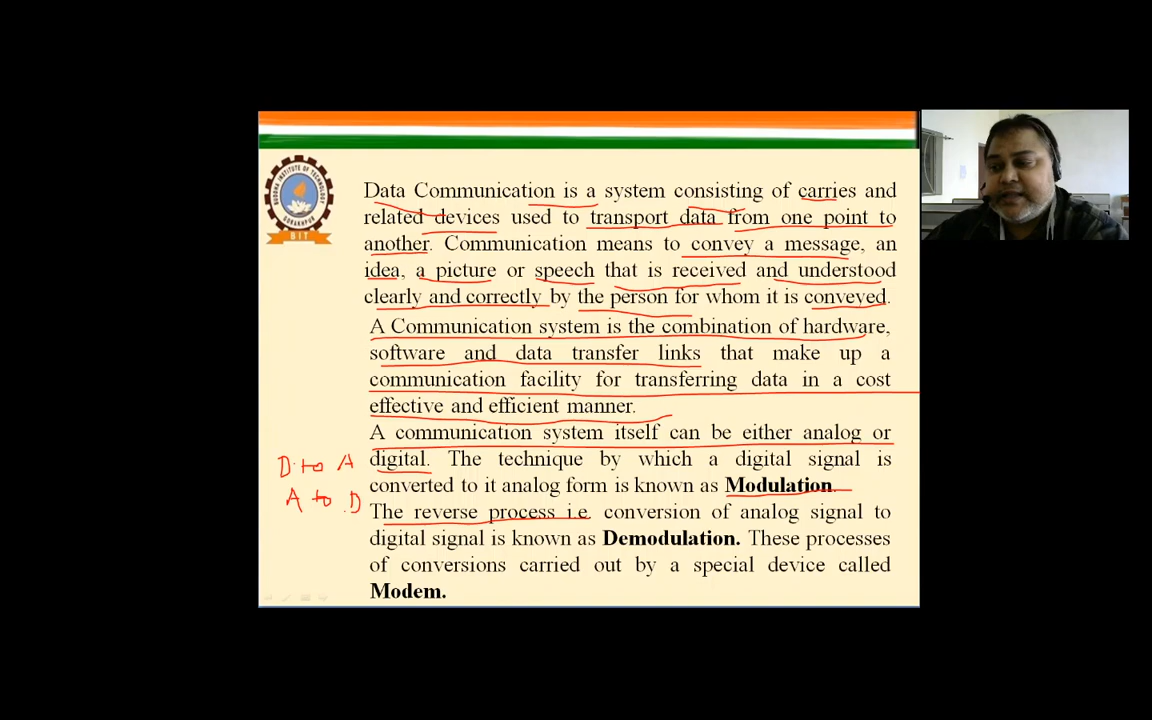 Data Communication is a system consisting of carries and
related devices used to transport data from one point to
another. Communication means to convey a message, an
idea, a picture or speech that is received and understood
clearly and correctly by the person for whom it is conveyed.
A Communication system is the combination of hardware,
software and data transfer links that make up a
communication facility for transferring data in a cost
effective and efficient manner.
A communication system itself can be either analog or
digital. The technique by which a digital signal is
converted to it analog form is known as Modulation.
The reverse process i.e. conversion of analog signal to
digital signal is known as Demodulation. These processes
of conversions carried out by a special device called
Modem.
D to A
A to D
BUDDHA INSTITUTE OF TECHNOLOGY
GORAKHPUR
BIT